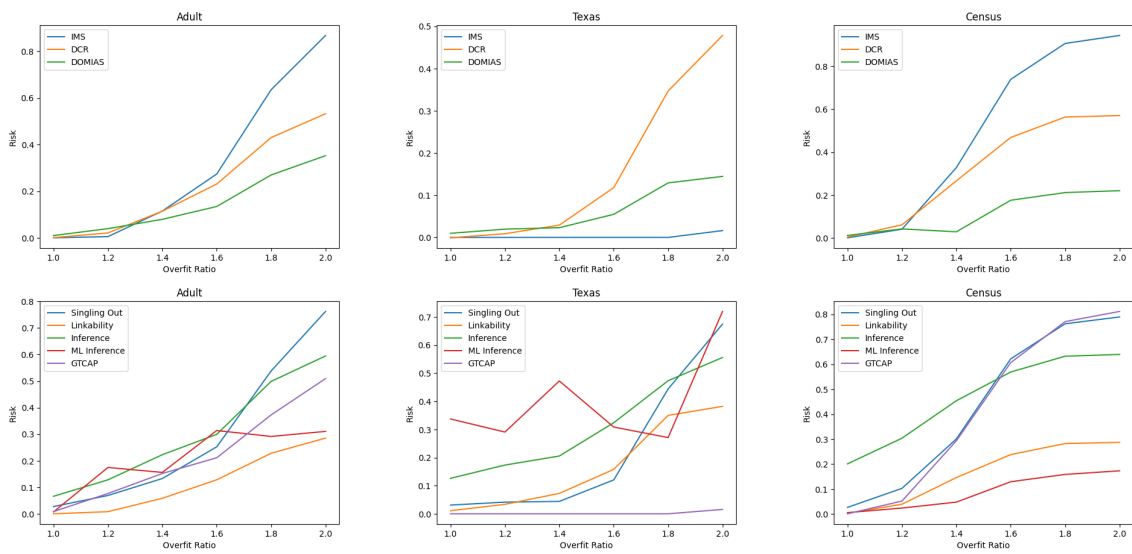 Adult
IMS
DCR
DOMIAS
Risk
0.8
0.6
0.4
0.2
0.0
1.0 1.2 1.4 1.6 1.8 2.0
Overfit Ratio
Texas
IMS
DCR
DOMIAS
Risk
0.5
0.4
0.3
0.2
0.1
0.0
1.0 1.2 1.4 1.6 1.8 2.0
Overfit Ratio
Census
IMS
DCR
DOMIAS
Risk
0.8
0.6
0.4
0.2
0.0
1.0 1.2 1.4 1.6 1.8 2.0
Overfit Ratio
Adult
Singling Out
Linkability
Inference
ML Inference
GTCAP
Risk
0.8
0.7
0.6
0.5
0.4
0.3
0.2
0.1
0.0
1.0 1.2 1.4 1.6 1.8 2.0
Overfit Ratio
Texas
Singling Out
Linkability
Inference
ML Inference
GTCAP
Risk
0.7
0.6
0.5
0.4
0.3
0.2
0.1
0.0
1.0 1.2 1.4 1.6 1.8 2.0
Overfit Ratio
Census
Singling Out
Linkability
Inference
ML Inference
GTCAP
Risk
0.8
0.7
0.6
0.5
0.4
0.3
0.2
0.1
0.0
1.0 1.2 1.4 1.6 1.8 2.0
Overfit Ratio